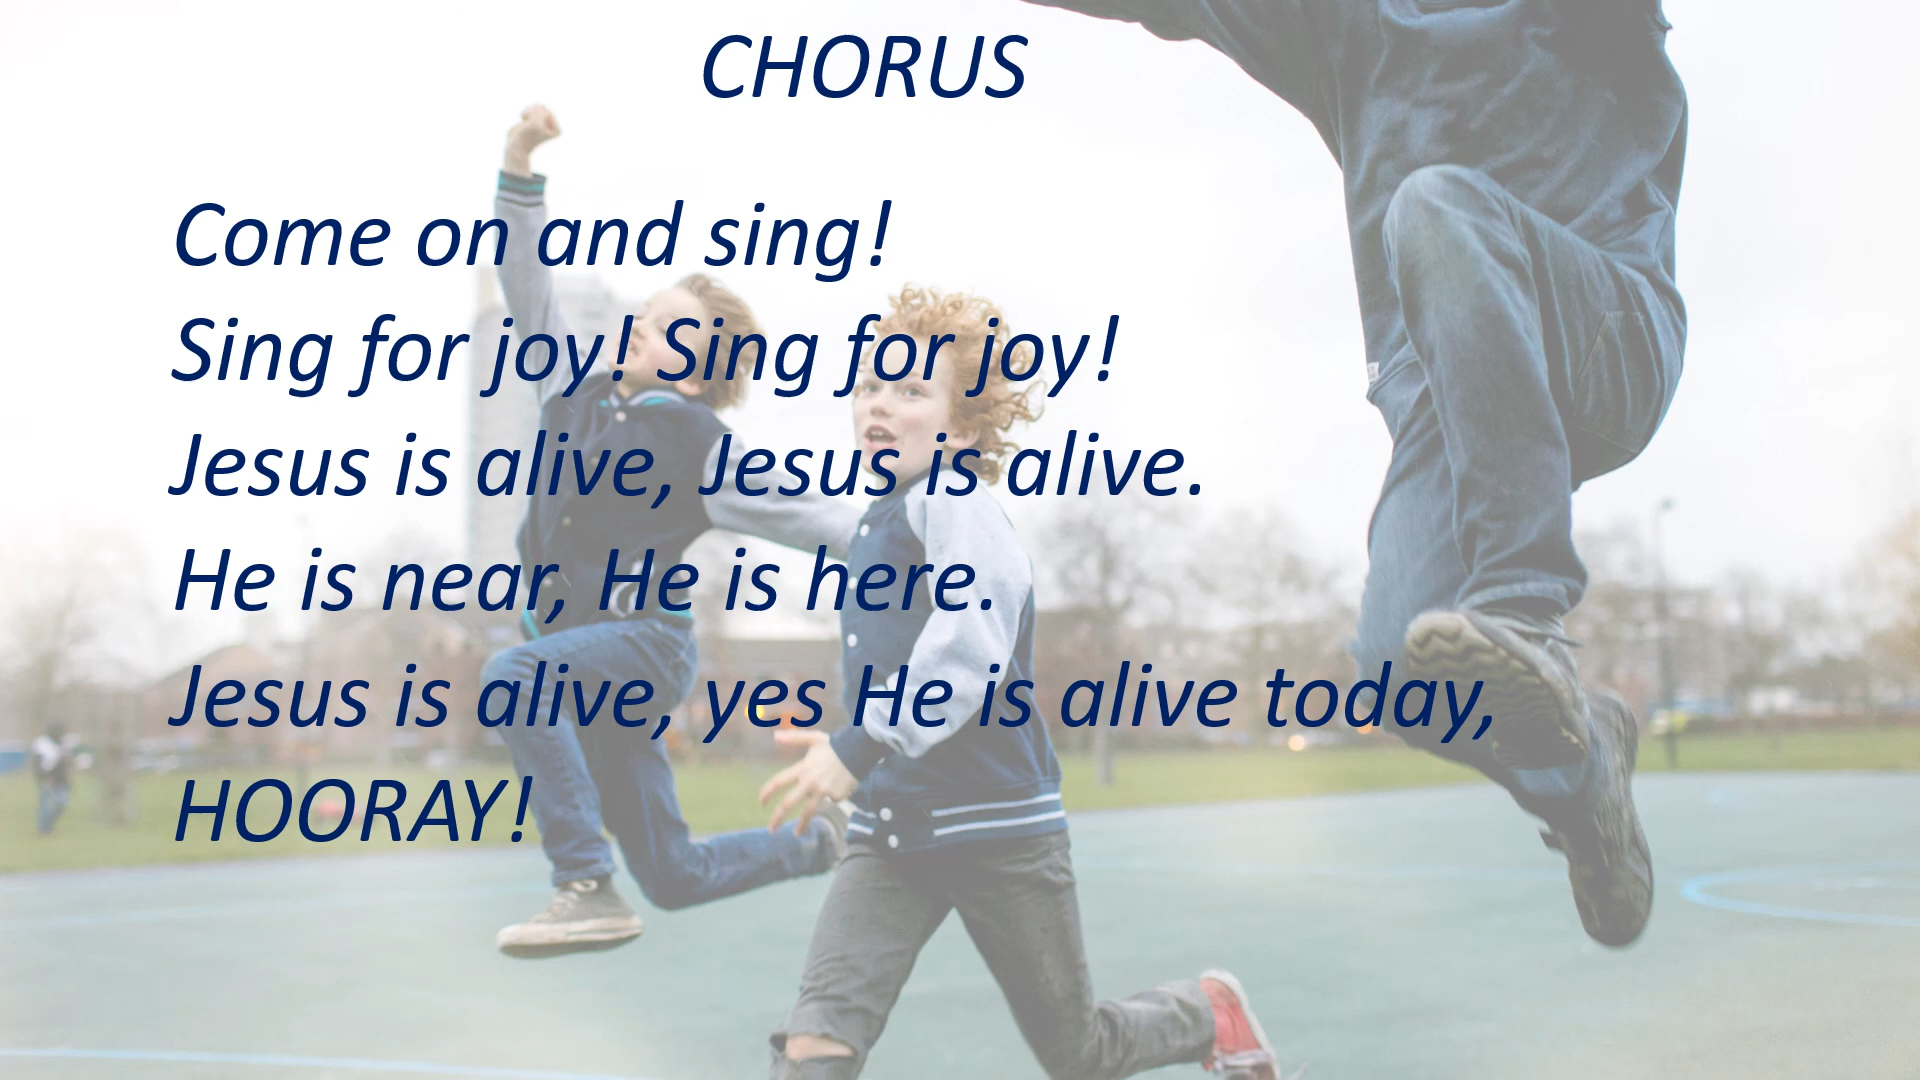 CHORUS
Come on and sing!
Sing for joy! Sing for joy!
Jesus is alive, Jesus is alive.
He is near, He is here.
Jesus is alive, yes He is alive today,
HOORAY!